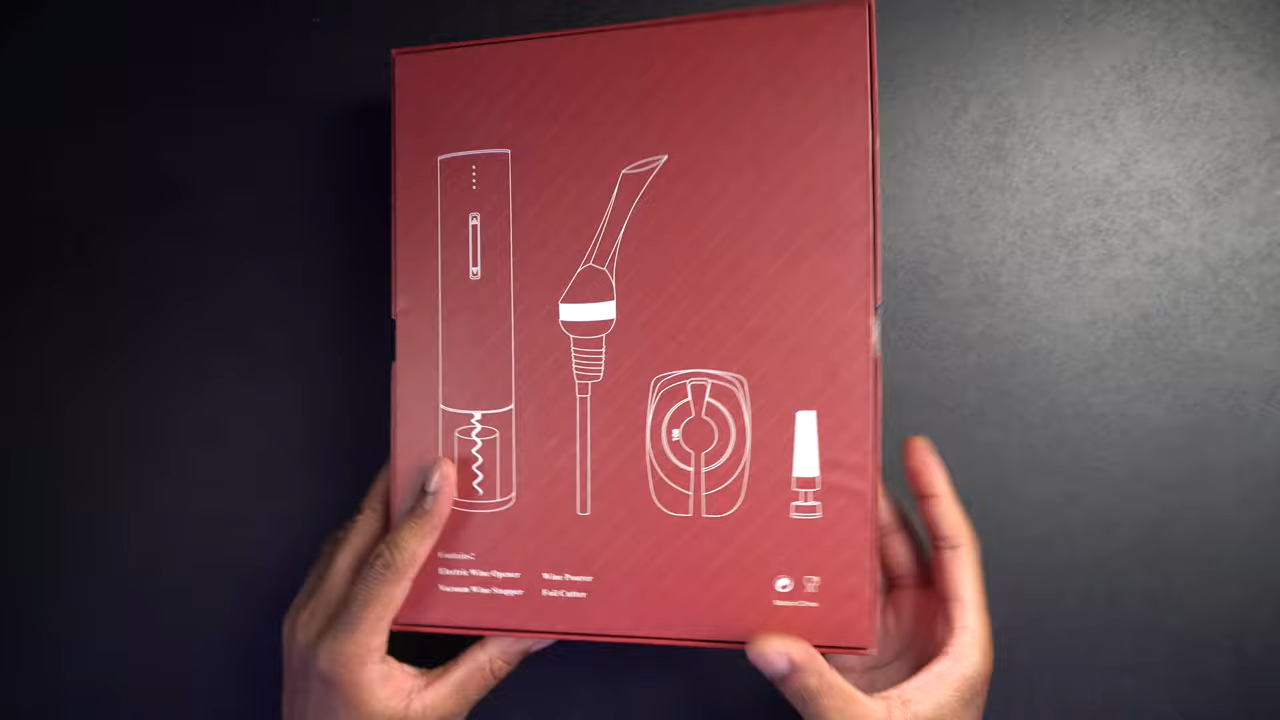 Contains:
Electric Wine Opener
Wine Pourer
Vacuum Wine Stopper
Foil Cutter